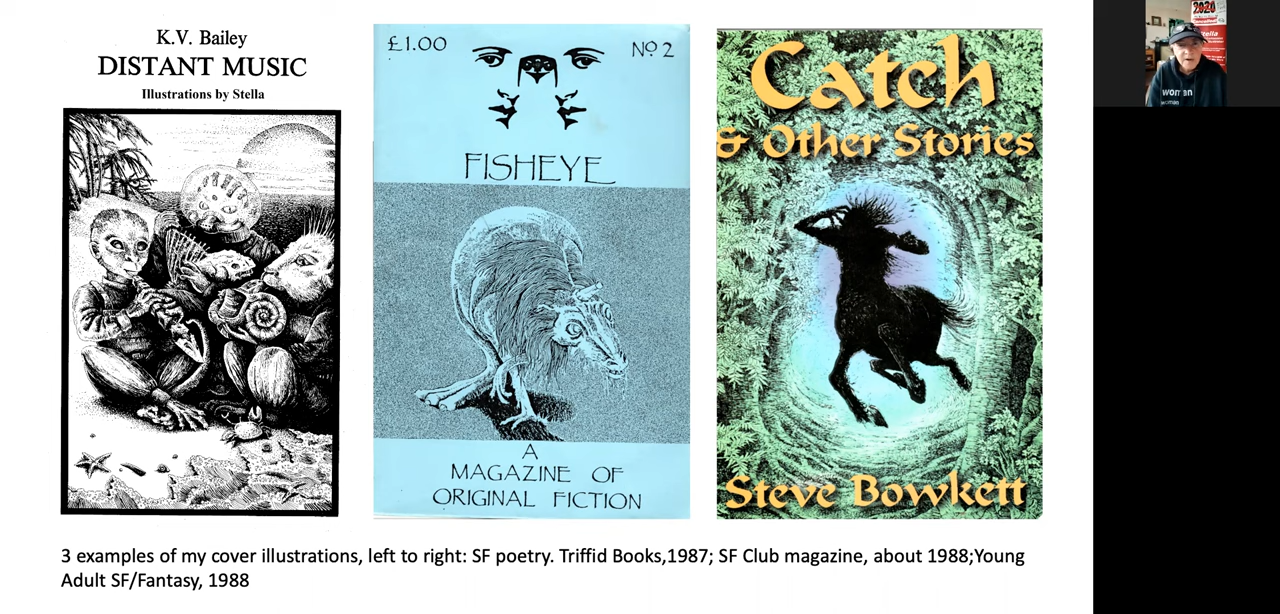 K.V. Bailey
DISTANT MUSIC
Illustrations by Stella
£1.00
No 2
FISHEYE
A
MAGAZINE OF
ORIGINAL FICTION
Catch
& Other Stories
Steve Bowkett
3 examples of my cover illustrations, left to right: SF poetry. Triffid Books,1987; SF Club magazine, about 1988;Young
Adult SF/Fantasy, 1988
2020
women